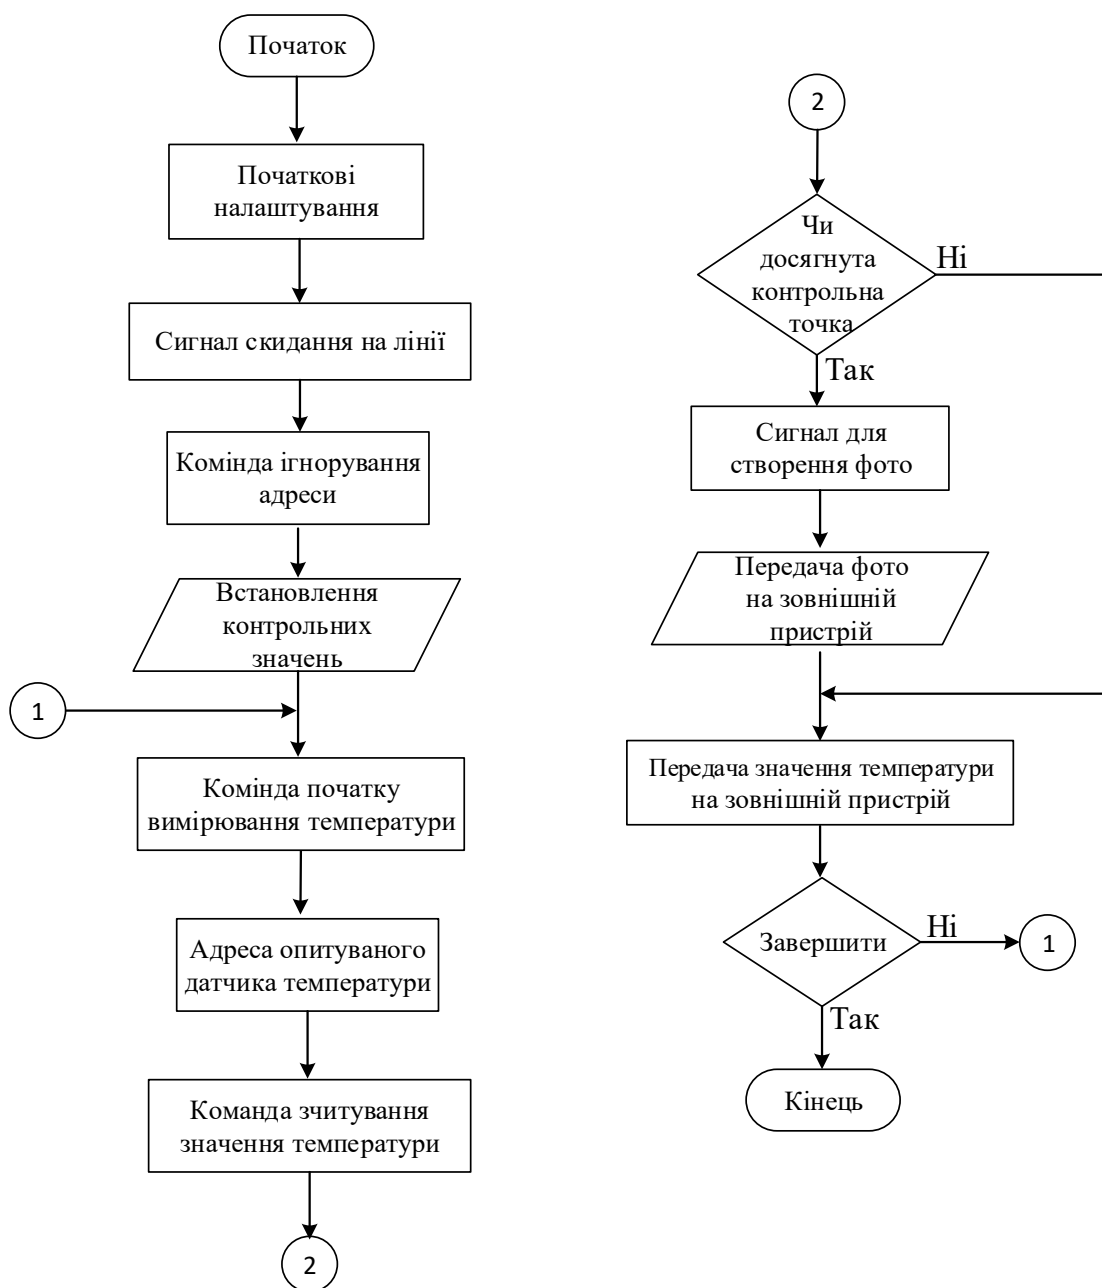 Початок
Початкові
налаштування
Сигнал скидання на лінії
Комінда ігнорування
адреси
Встановлення
контрольних
значень
1
Комінда початку
вимірювання температури
Адреса опитуваного
датчика температури
Команда зчитування
значення температури
2
2
Чи
досягнута
контрольна
точка
Ні
Так
Сигнал для
створення фото
Передача фото
на зовнішній
пристрій
Передача значення температури
на зовнішній пристрій
Завершити
Ні
1
Так
Кінець